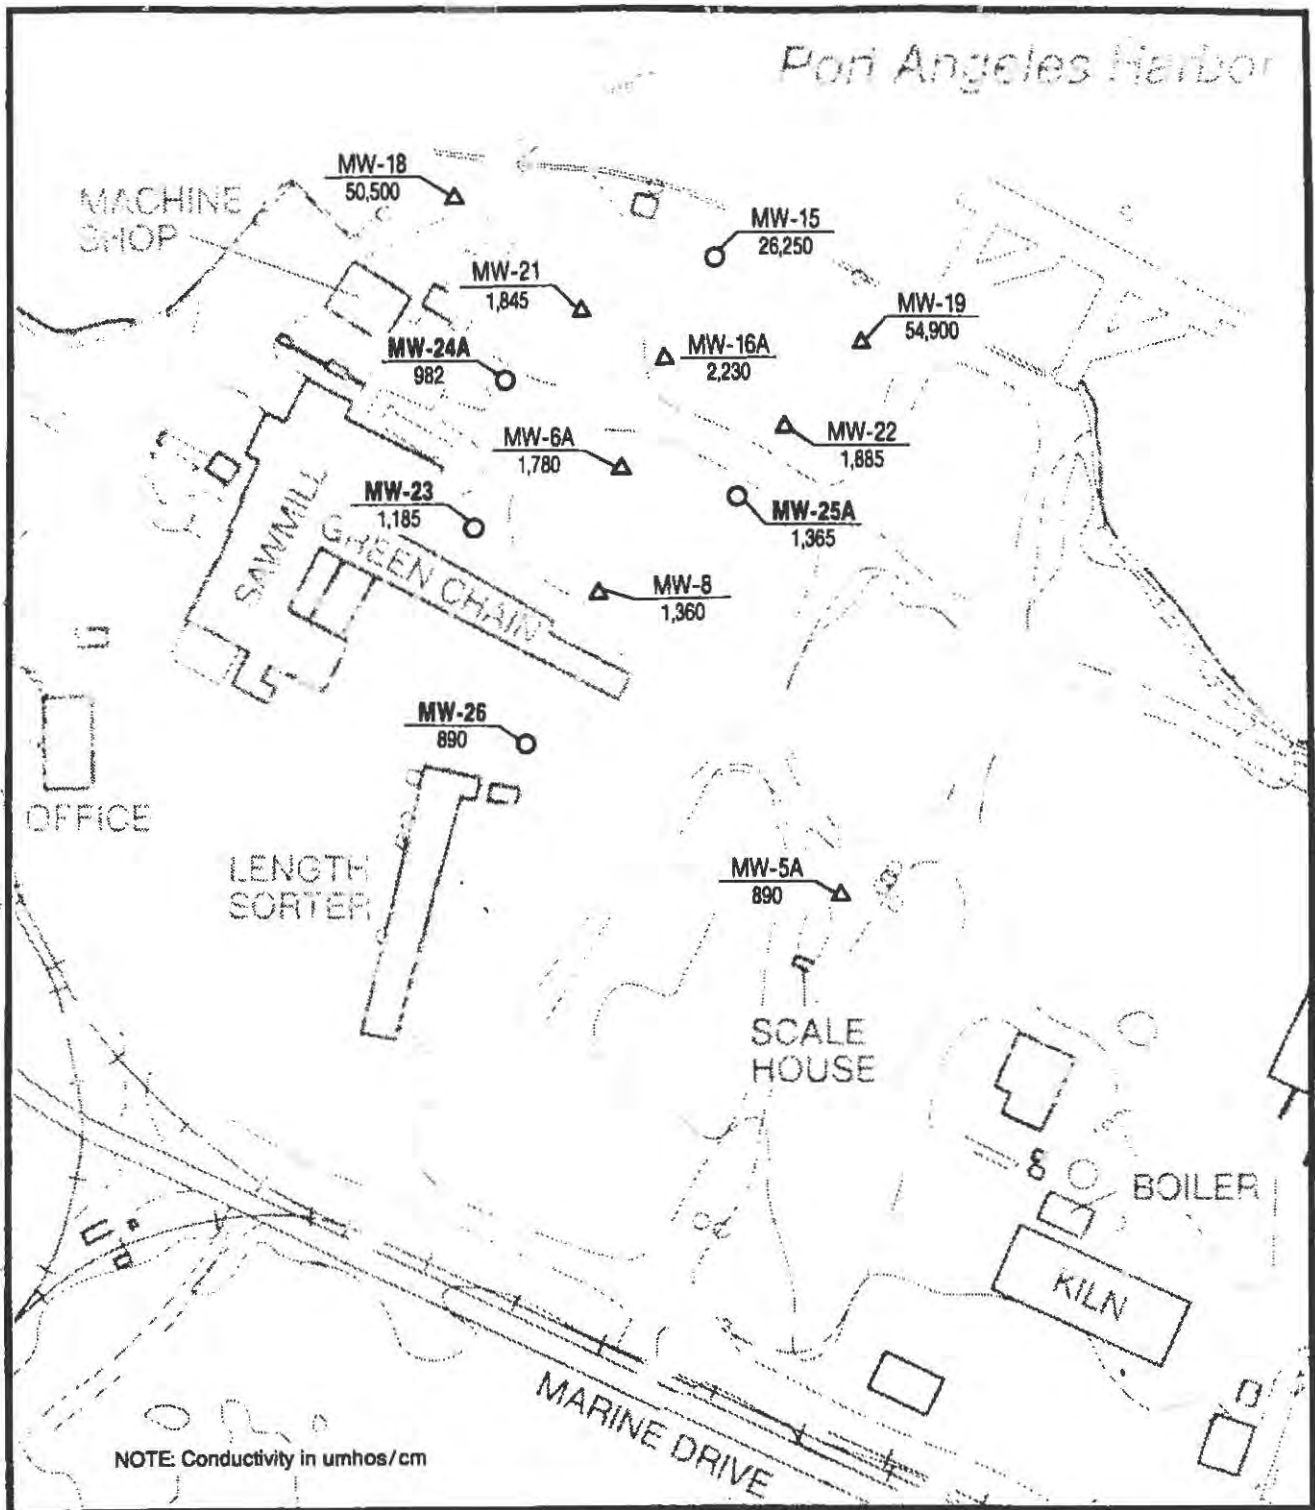 Port Angeles Harbor
MW-18
50,500
MACHINE
SHOP
MW-15
26,250
MW-21
1,845
MW-19
54,900
MW-24A
982
MW-16A
2,230
MW-22
1,885
MW-6A
1,780
MW-23
1,185
MW-25A
1,365
SAWMILL
GREEN CHAIN
MW-8
1,360
MW-26
890
OFFICE
LENGTH
SORTER
MW-5A
890
SCALE
HOUSE
BOILER
KILN
MARINE DRIVE
NOTE: Conductivity in umhos/cm